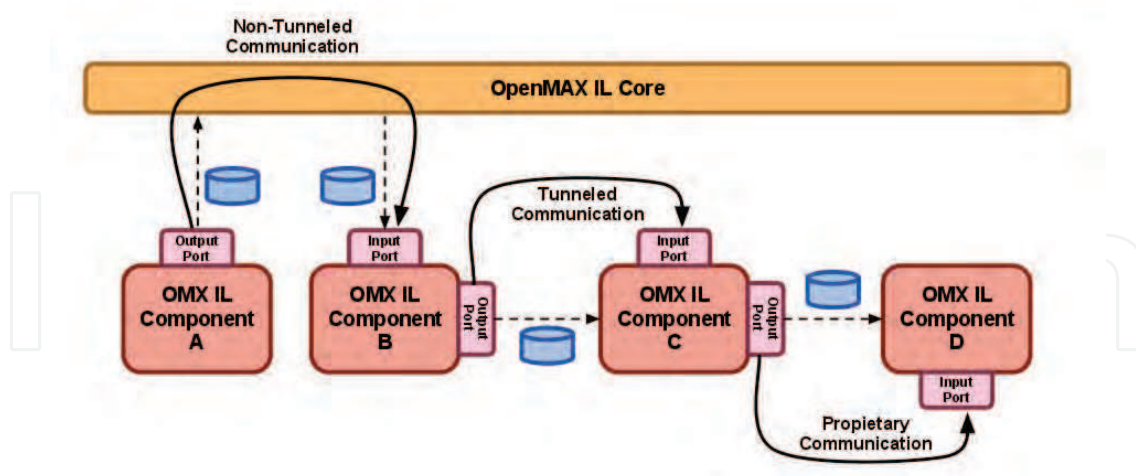 Non-Tunneled
Communication
OpenMAX IL Core
Tunneled
Communication
Output
Port
Input
Port
Input
Port
OMX IL
Component
A
OMX IL
Component
B
Output
Port
OMX IL
Component
C
Output
Port
OMX IL
Component
D
Input
Port
Propietary
Communication